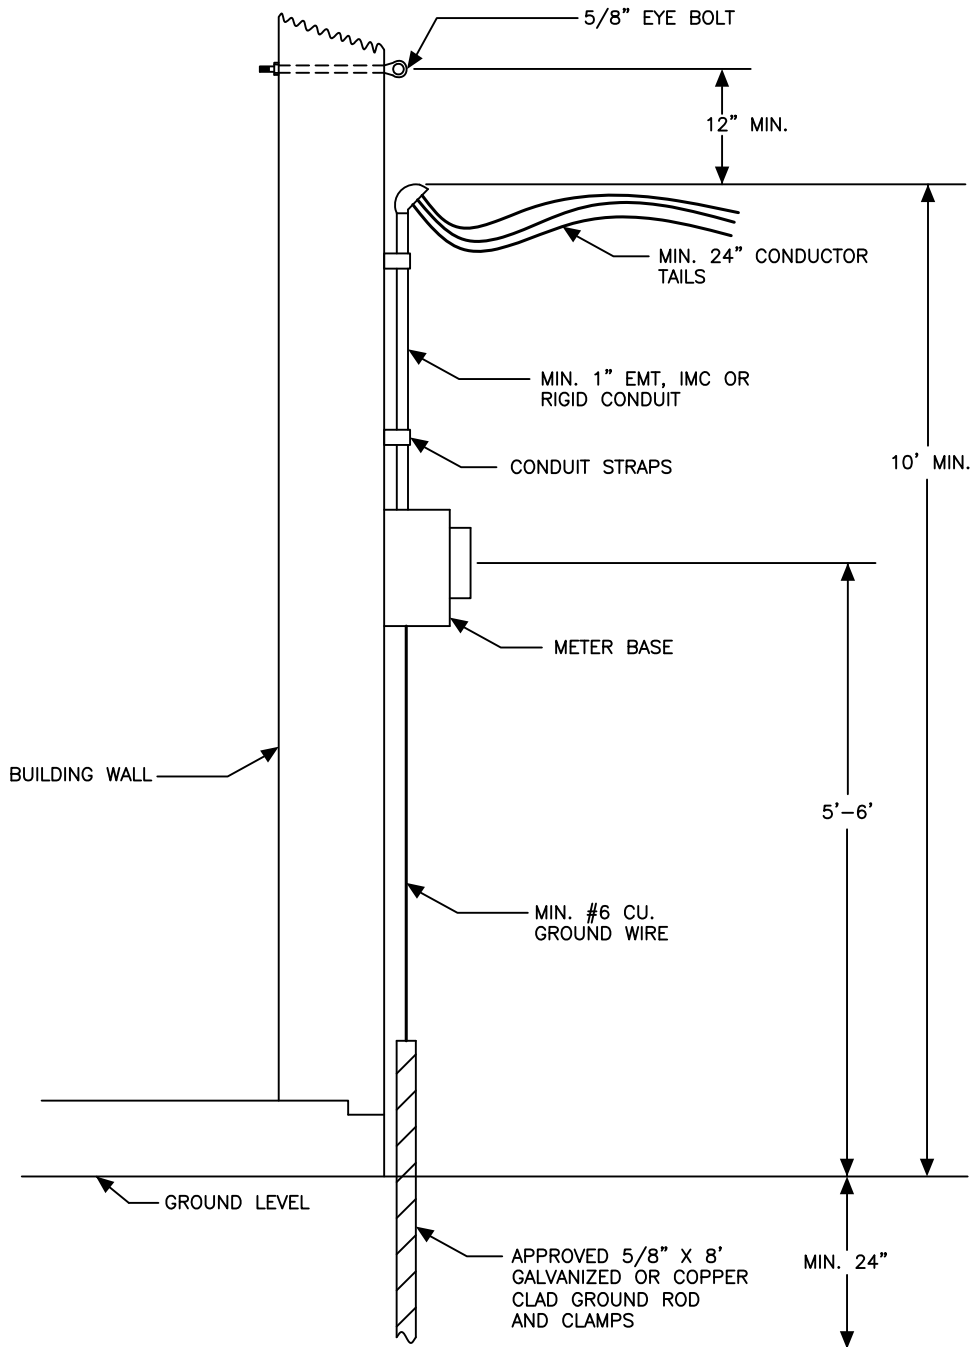 5/8" EYE BOLT
12" MIN.
MIN. 24" CONDUCTOR
TAILS
MIN. 1" EMT, IMC OR
RIGID CONDUIT
10' MIN.
CONDUIT STRAPS
METER BASE
BUILDING WALL
5'-6'
MIN. #6 CU.
GROUND WIRE
GROUND LEVEL
APPROVED 5/8" X 8'
GALVANIZED OR COPPER
CLAD GROUND ROD
AND CLAMPS
MIN. 24"